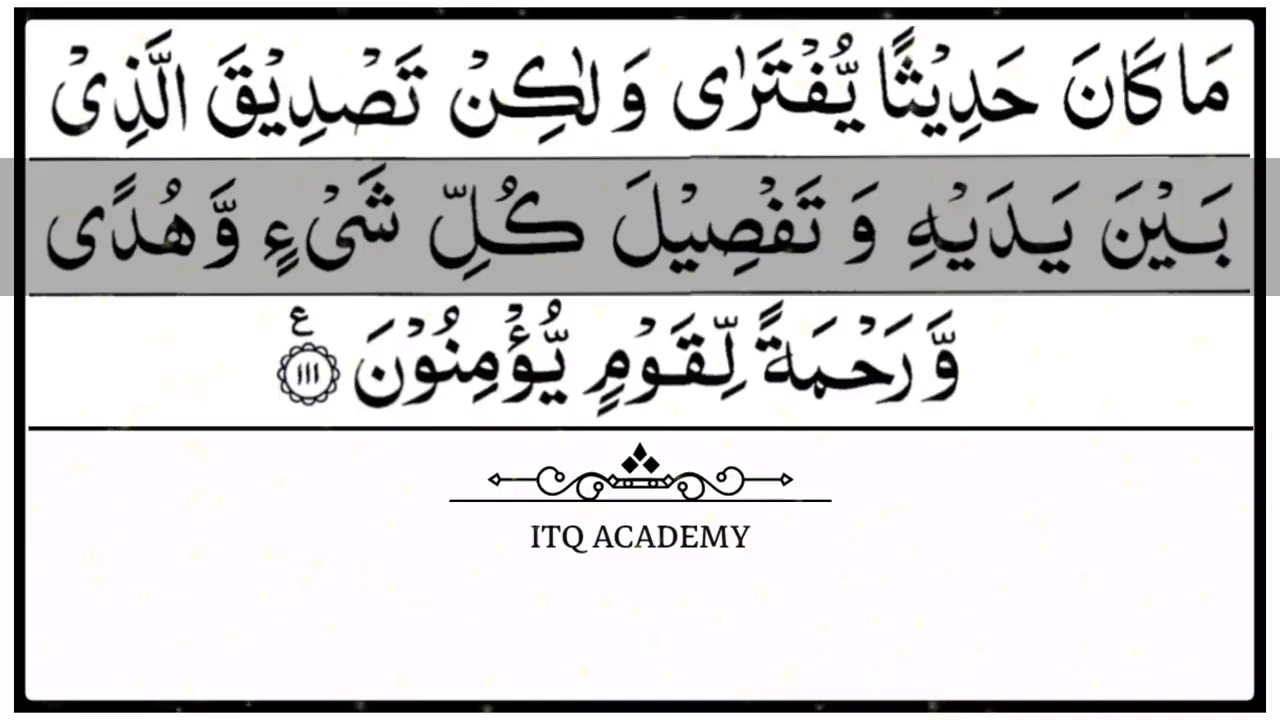 مَا كَانَ حَدِيْثًا يُّفْتَرٰى وَ لٰكِنْ تَصْدِيْقَ الَّذِىْ
بَيْنَ يَدَيْهِ وَ تَفْصِيْلَ كُلِّ شَىْءٍ وَّ هُدًى
وَّ رَحْمَةً لِّقَوْمٍ يُّؤْمِنُوْنَ ۧ ١١١
ITQ ACADEMY